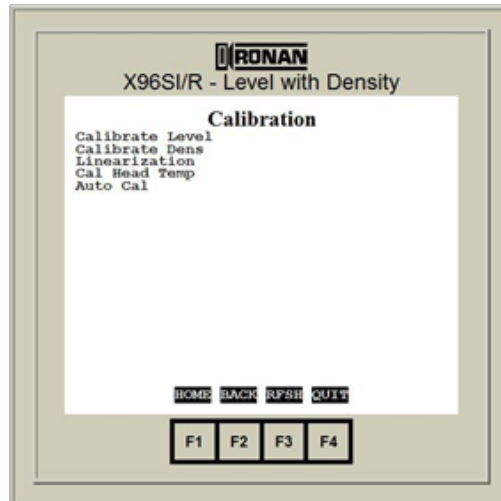 RONAN
X96SI/R - Level with Density
Calibration
Calibrate Level
Calibrate Dens
Linearization
Cal Head Temp
Auto Cal
HOME BACK RFSH QUIT
F1 F2 F3 F4